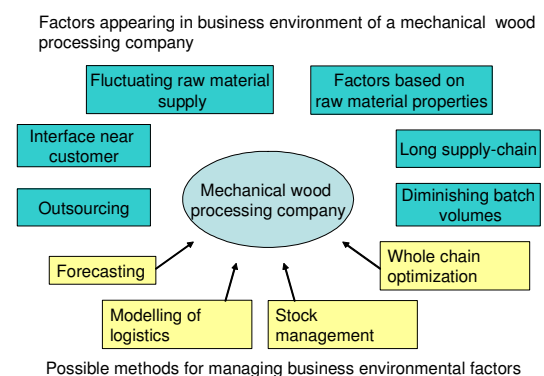 Factors appearing in business environment of a mechanical wood
processing company
Fluctuating raw material
supply
Factors based on
raw material properties
Interface near
customer
Long supply-chain
Mechanical wood
processing company
Outsourcing
Diminishing batch
volumes
Forecasting
Whole chain
optimization
Modelling of
logistics
Stock
management
Possible methods for managing business environmental factors